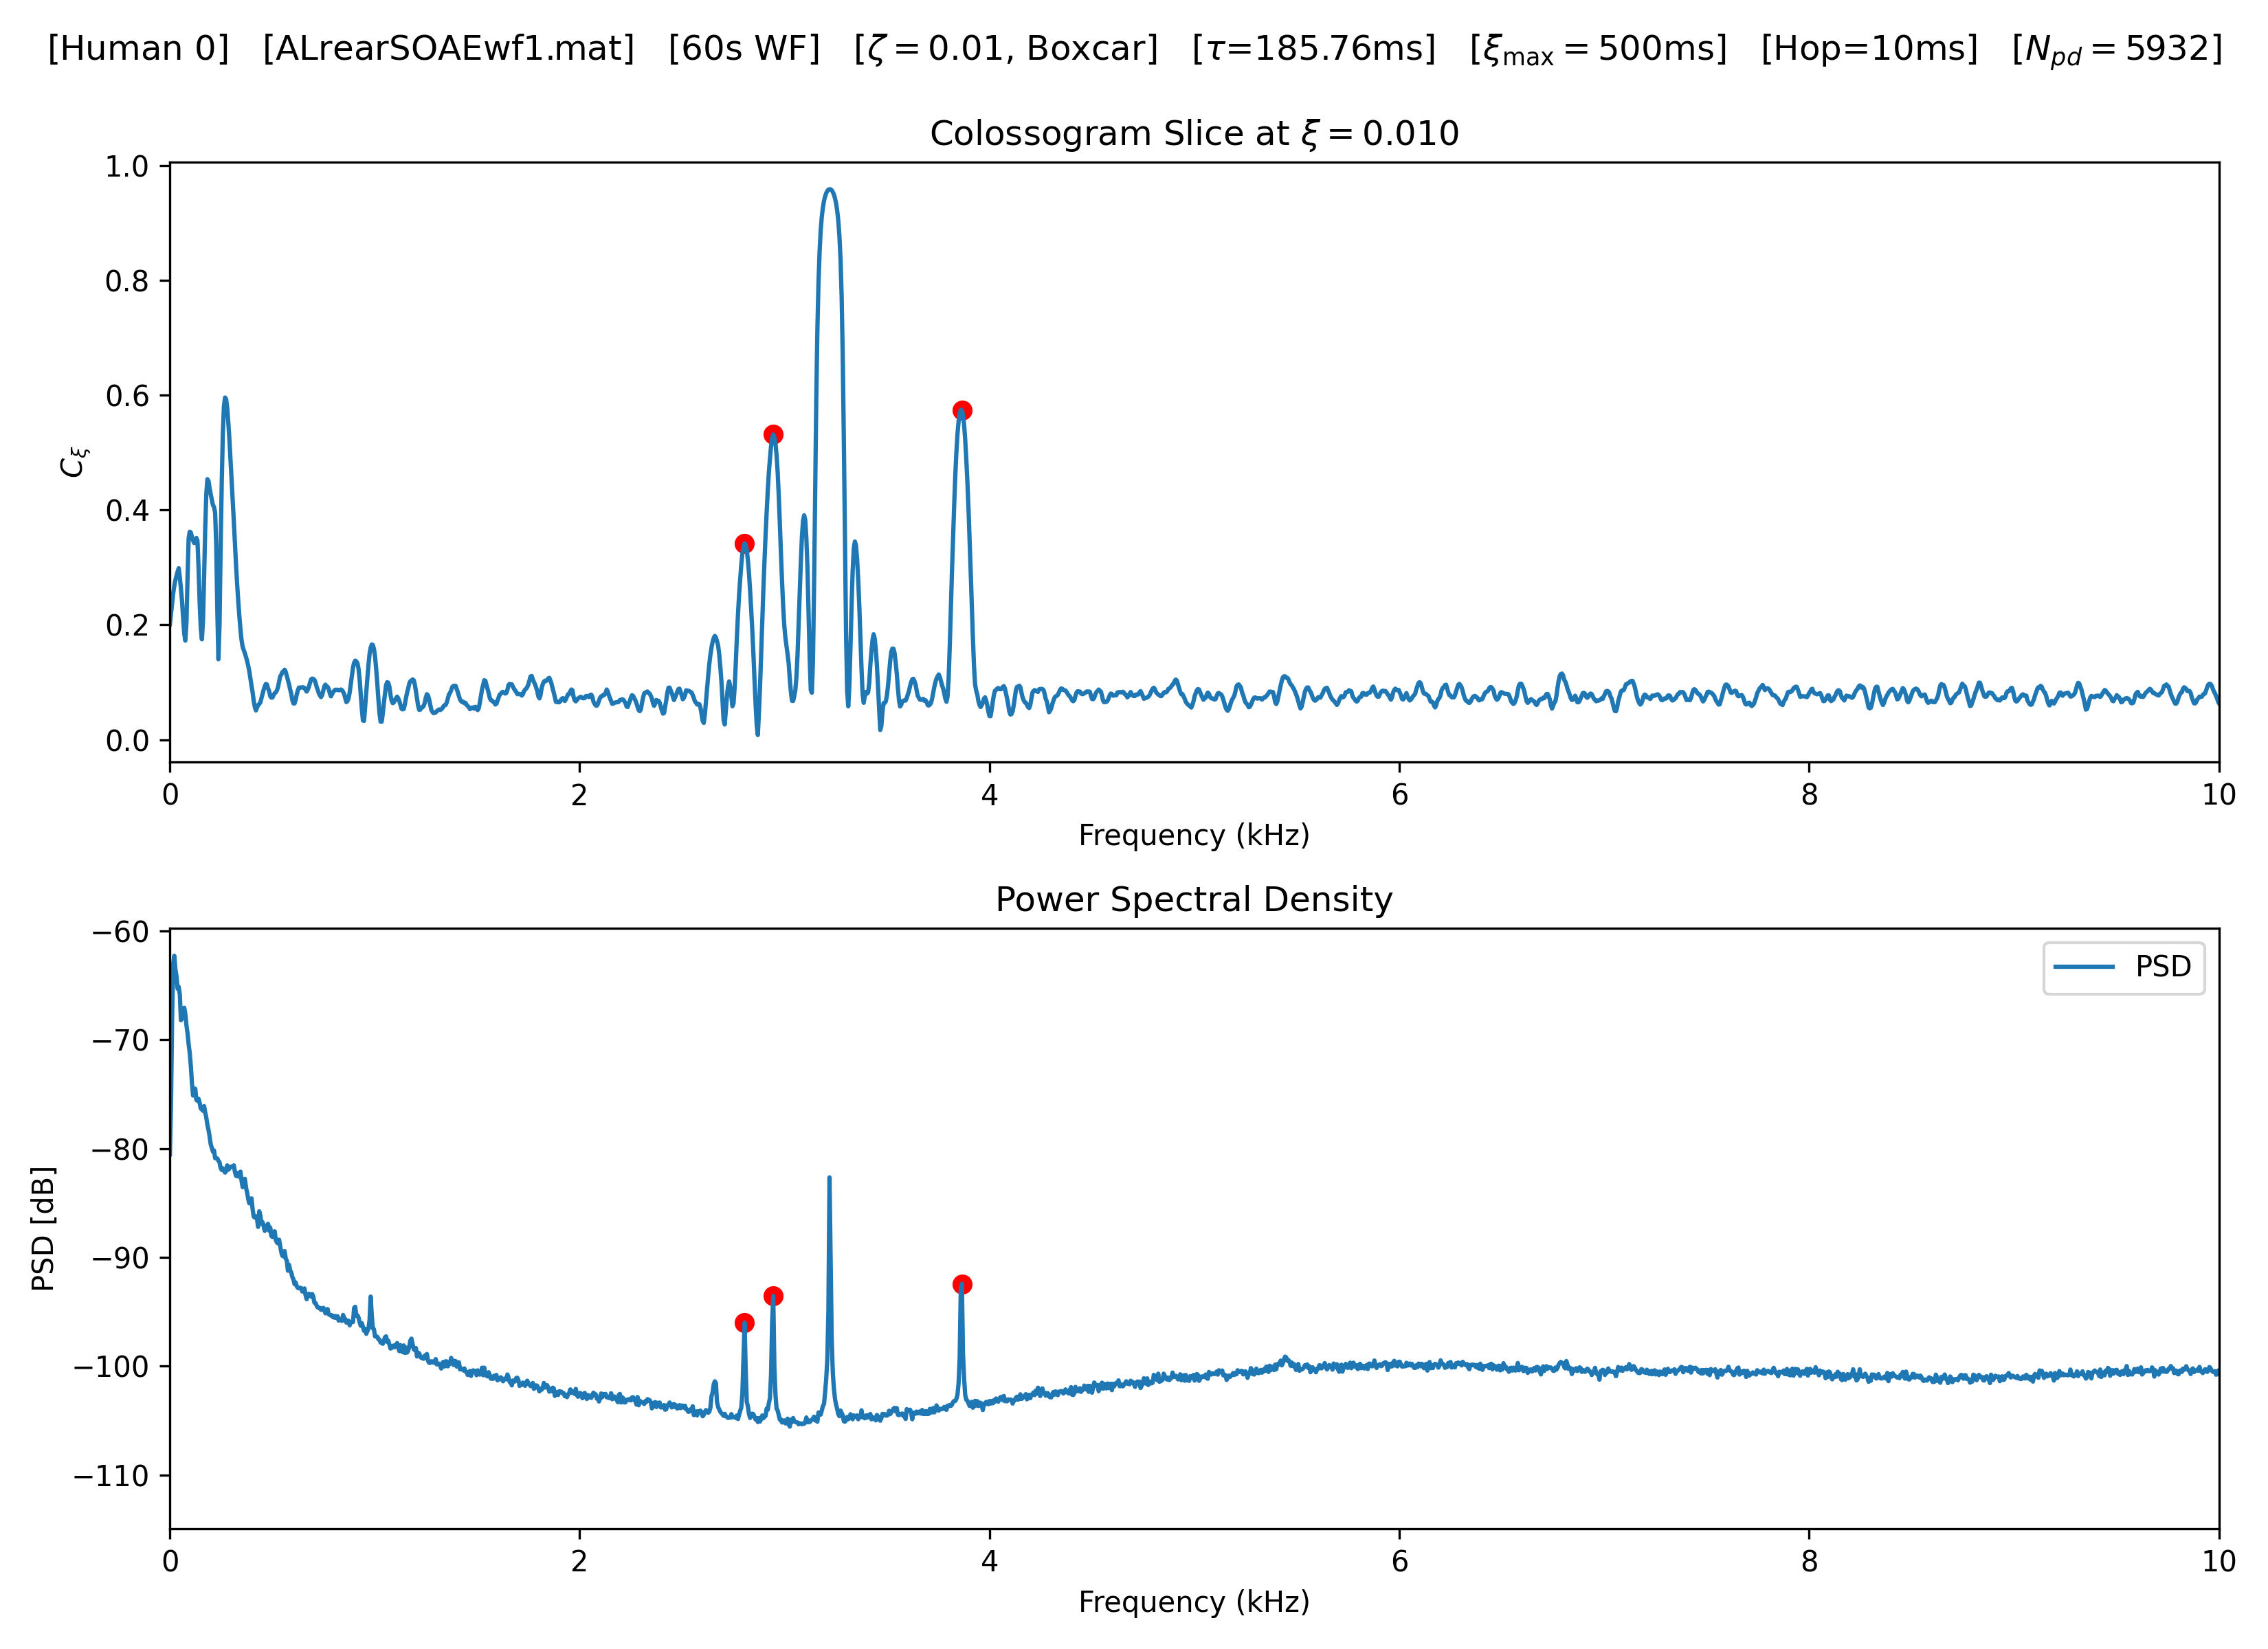 [Human 0] [ALrearSOAEwf1.mat] [60s WF] [ζ = 0.01, Boxcar] [τ=185.76ms] [ξmax = 500ms] [Hop=10ms] [Npd = 5932]
Colossogram Slice at ξ = 0.010
1.0
0.8
0.6
0.4
0.2
0.0
Cξ
0 2 4 6 8 10
Frequency (kHz)
Power Spectral Density
−60
−70
−80
−90
−100
−110
PSD [dB]
PSD
0 2 4 6 8 10
Frequency (kHz)